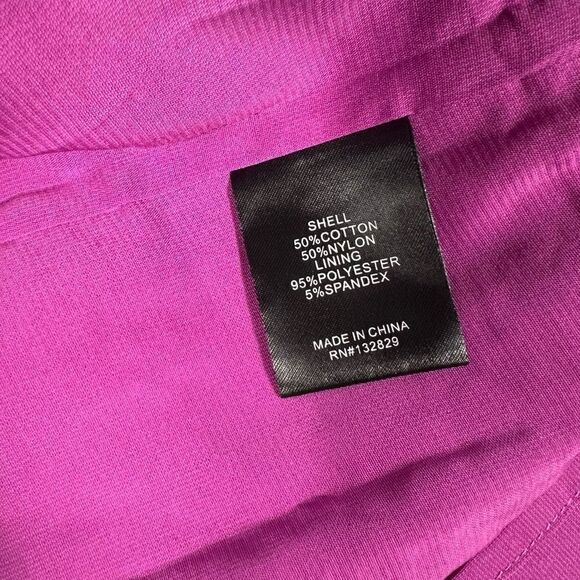 SHELL
50%COTTON
50%NYLON
LINING
95%POLYESTER
5%SPANDEX
MADE IN CHINA
RN#132829